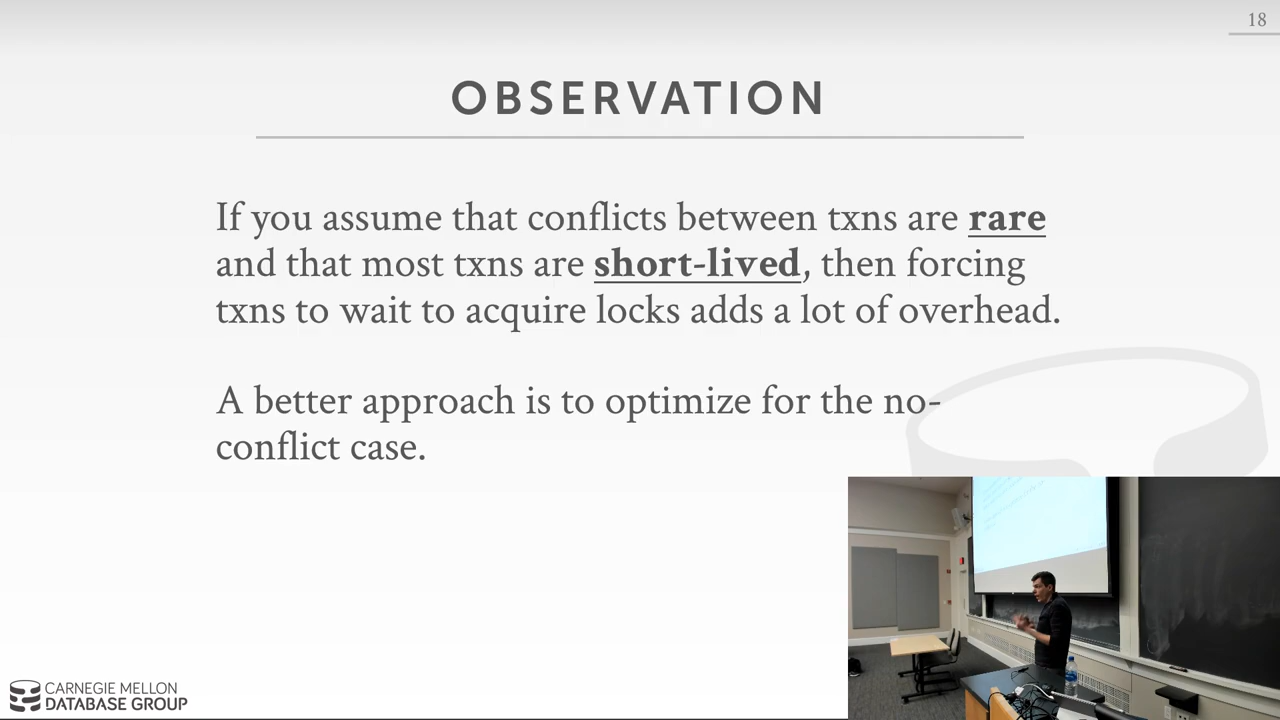 18
OBSERVATION
If you assume that conflicts between txns are rare
and that most txns are short-lived, then forcing
txns to wait to acquire locks adds a lot of overhead.
A better approach is to optimize for the no-
conflict case.
CARNEGIE MELLON
DATABASE GROUP